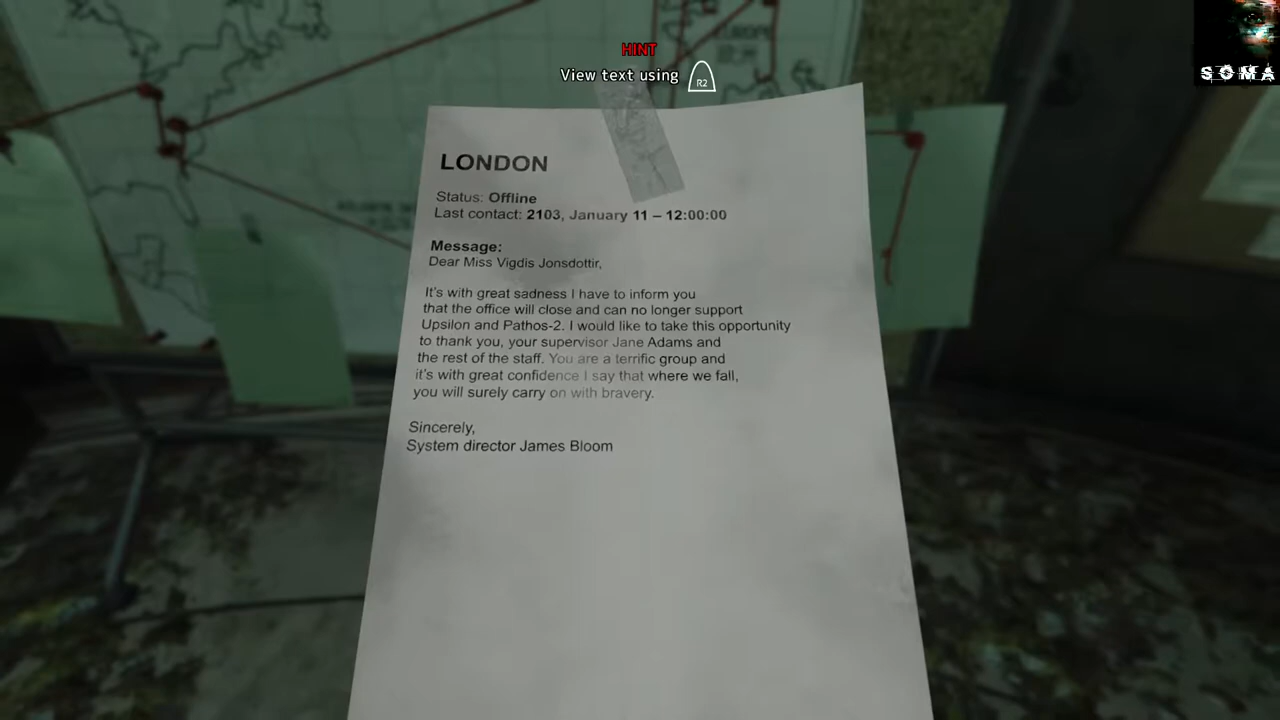 HINT
View text using R2
SOMA
LONDON
Status: Offline
Last contact: 2103, January 11 – 12:00:00
Message:
Dear Miss Vigdis Jonsdottir,
It's with great sadness I have to inform you
that the office will close and can no longer support
Upsilon and Pathos-2. I would like to take this opportunity
to thank you, your supervisor Jane Adams and
the rest of the staff. You are a terrific group and
it's with great confidence I say that where we fall,
you will surely carry on with bravery.
Sincerely,
System director James Bloom